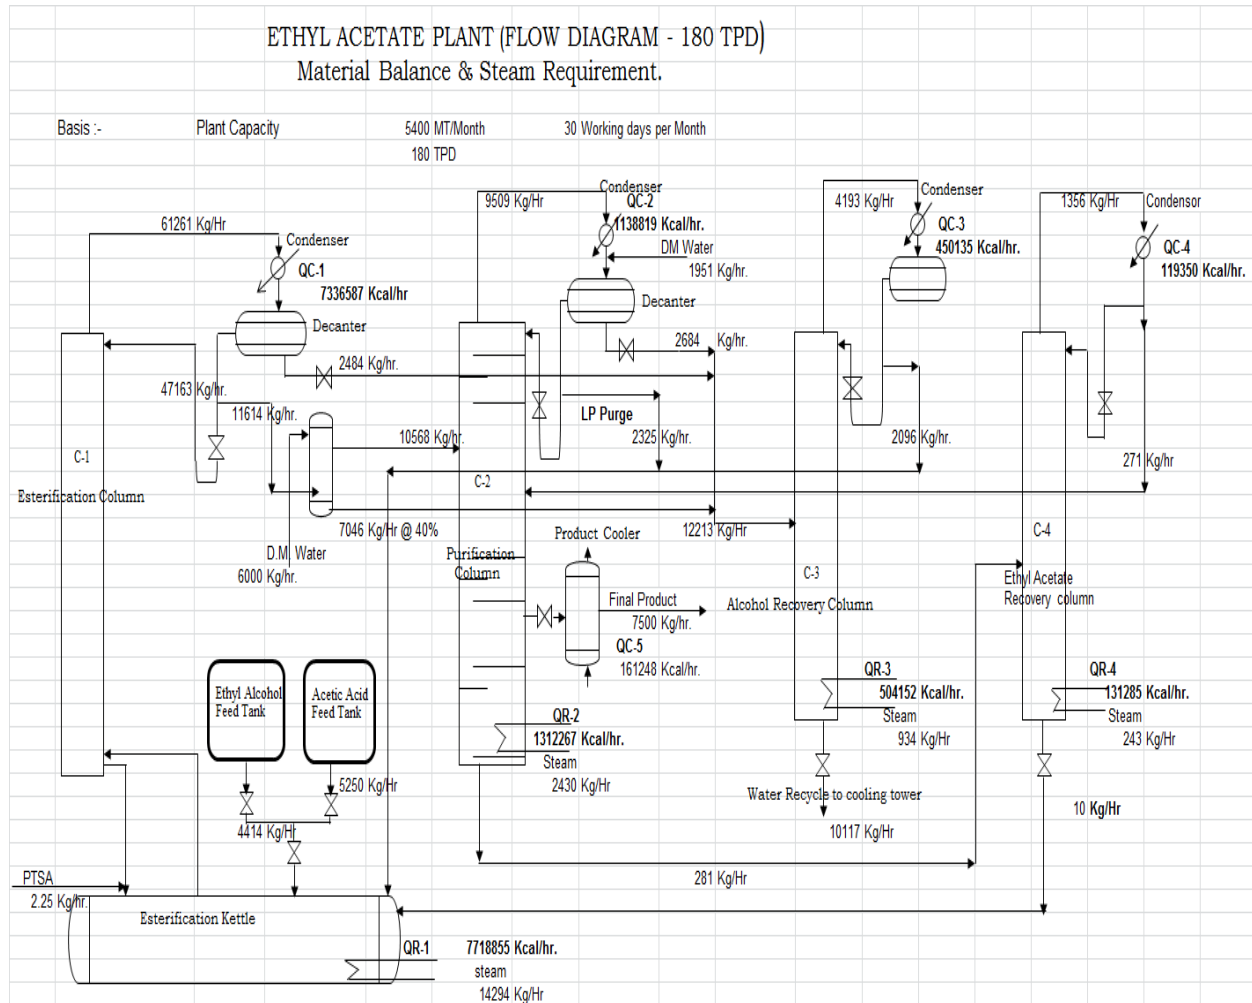 ETHYL ACETATE PLANT (FLOW DIAGRAM - 180 TPD)
Material Balance & Steam Requirement.
Basis :-
Plant Capacity
5400 MT/Month
30 Working days per Month
180 TPD
61261 Kg/Hr
Condenser
QC-1
7336587 Kcal/hr
Decanter
2484 Kg/hr.
47163 Kg/hr.
11614 Kg/hr.
C-1
Esterification Column
D.M. Water
6000 Kg/hr.
10568 Kg/hr.
7046 Kg/Hr @ 40%
9509 Kg/Hr
Condenser
QC-2
1138819 Kcal/hr.
DM Water
1951 Kg/hr.
Decanter
2684 Kg/hr.
LP Purge
2325 Kg/hr.
C-2
Purification
Column
Product Cooler
Final Product
7500 Kg/hr.
QC-5
161248 Kcal/hr.
QR-2
1312267 Kcal/hr.
Steam
2430 Kg/Hr
4193 Kg/Hr
Condenser
QC-3
450135 Kcal/hr.
2096 Kg/hr.
12213 Kg/Hr
C-3
Alcohol Recovery Column
QR-3
504152 Kcal/hr.
Steam
934 Kg/Hr
Water Recycle to cooling tower
10117 Kg/Hr
1356 Kg/Hr
Condensor
QC-4
119350 Kcal/hr.
271 Kg/hr
C-4
Ethyl Acetate
Recovery column
QR-4
131285 Kcal/hr.
Steam
243 Kg/Hr
10 Kg/Hr
281 Kg/Hr
Ethyl Alcohol
Feed Tank
Acetic Acid
Feed Tank
5250 Kg/Hr
4414 Kg/Hr
PTSA
2.25 Kg/hr.
Esterification Kettle
QR-1
7718855 Kcal/hr.
steam
14294 Kg/Hr